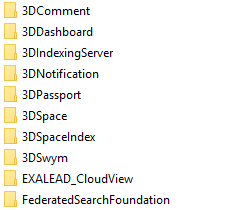 3DComment
3DDashboard
3DIndexingServer
3DNotification
3DPassport
3DSpace
3DSpaceIndex
3DSwym
EXALEAD_CloudView
FederatedSearchFoundation